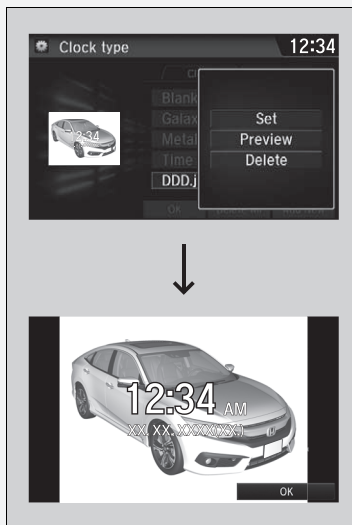 Clock type
12:34
Blank
Galax
Metal
Time
DDD.j
Set
Preview
Delete
OK
12:34
12:34 AM
XX. XX. XXXX(XX.)
OK